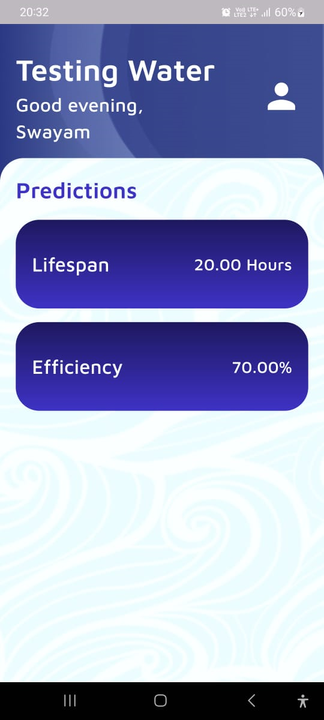 20:32
60%
Testing Water
Good evening,
Swayam
Predictions
Lifespan 20.00 Hours
Efficiency 70.00%